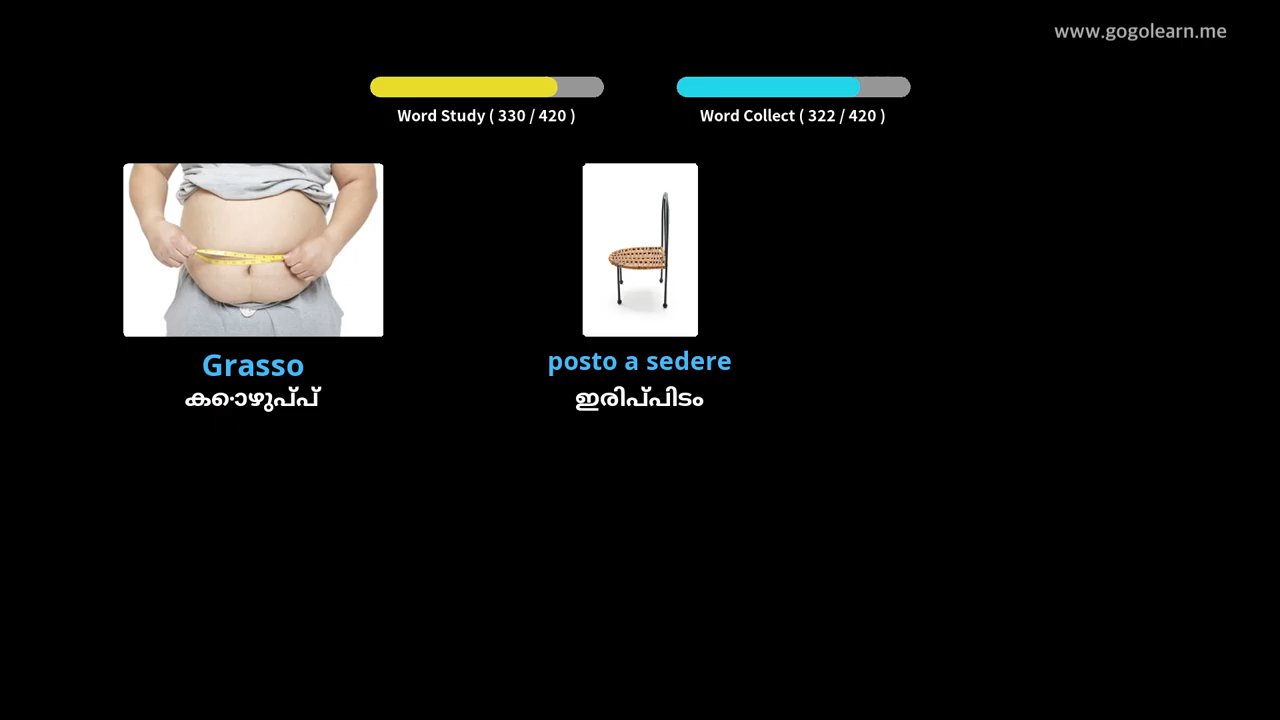 www.gogolearn.me
Word Study ( 330 / 420 )
Word Collect ( 322 / 420 )
Grasso
കൊഴുപ്പ്
posto a sedere
ഇരിപ്പിടം